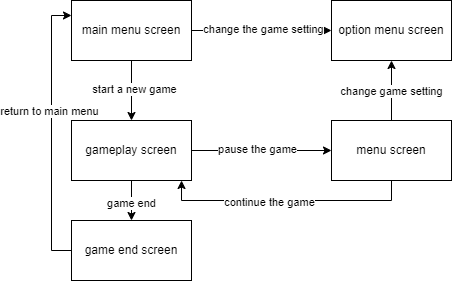 main menu screen
change the game setting
option menu screen
start a new game
change game setting
return to main menu
gameplay screen
pause the game
menu screen
game end
continue the game
game end screen